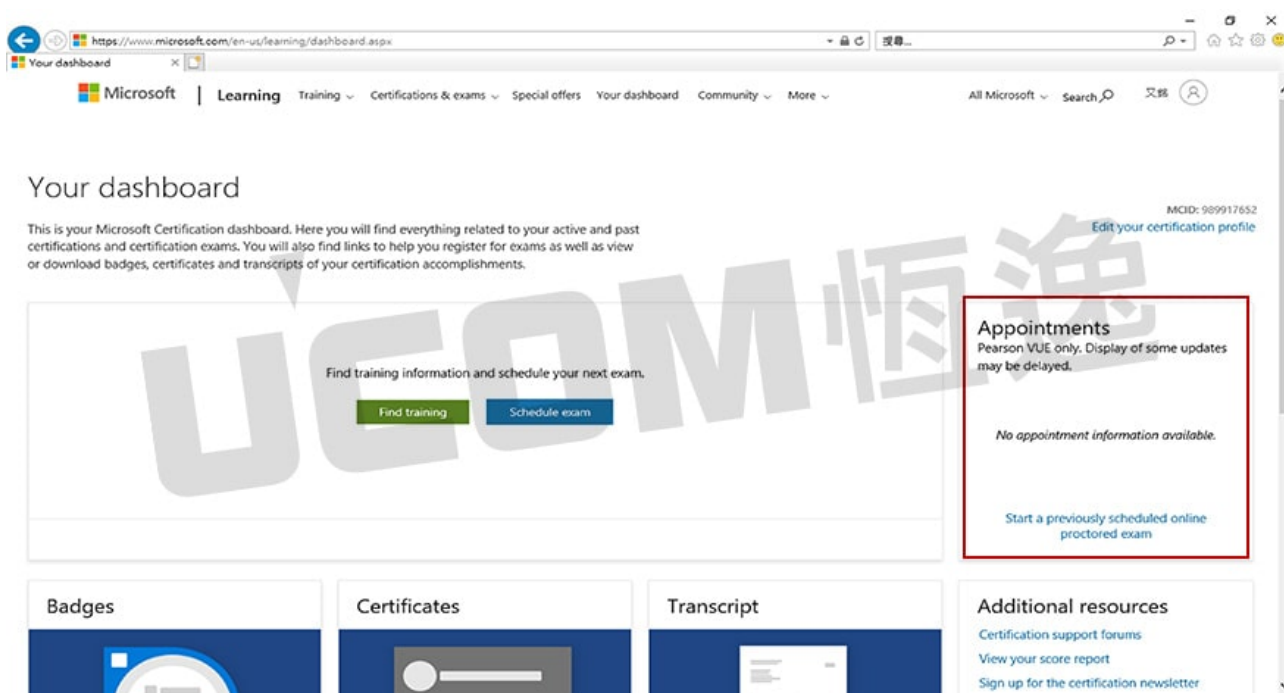 https://www.microsoft.com/en-us/learning/dashboard.aspx
搜尋...
Your dashboard
Microsoft
Learning
Training
Certifications & exams
Special offers
Your dashboard
Community
More
All Microsoft
Search
Your dashboard
MCID: 989917652
Edit your certification profile
This is your Microsoft Certification dashboard. Here you will find everything related to your active and past
certifications and certification exams. You will also find links to help you register for exams as well as view
or download badges, certificates and transcripts of your certification accomplishments.
UCOM恆逸
Find training information and schedule your next exam.
Find training
Schedule exam
Appointments
Pearson VUE only. Display of some updates
may be delayed.
No appointment information available.
Start a previously scheduled online
proctored exam
Badges
Certificates
Transcript
Additional resources
Certification support forums
View your score report
Sign up for the certification newsletter